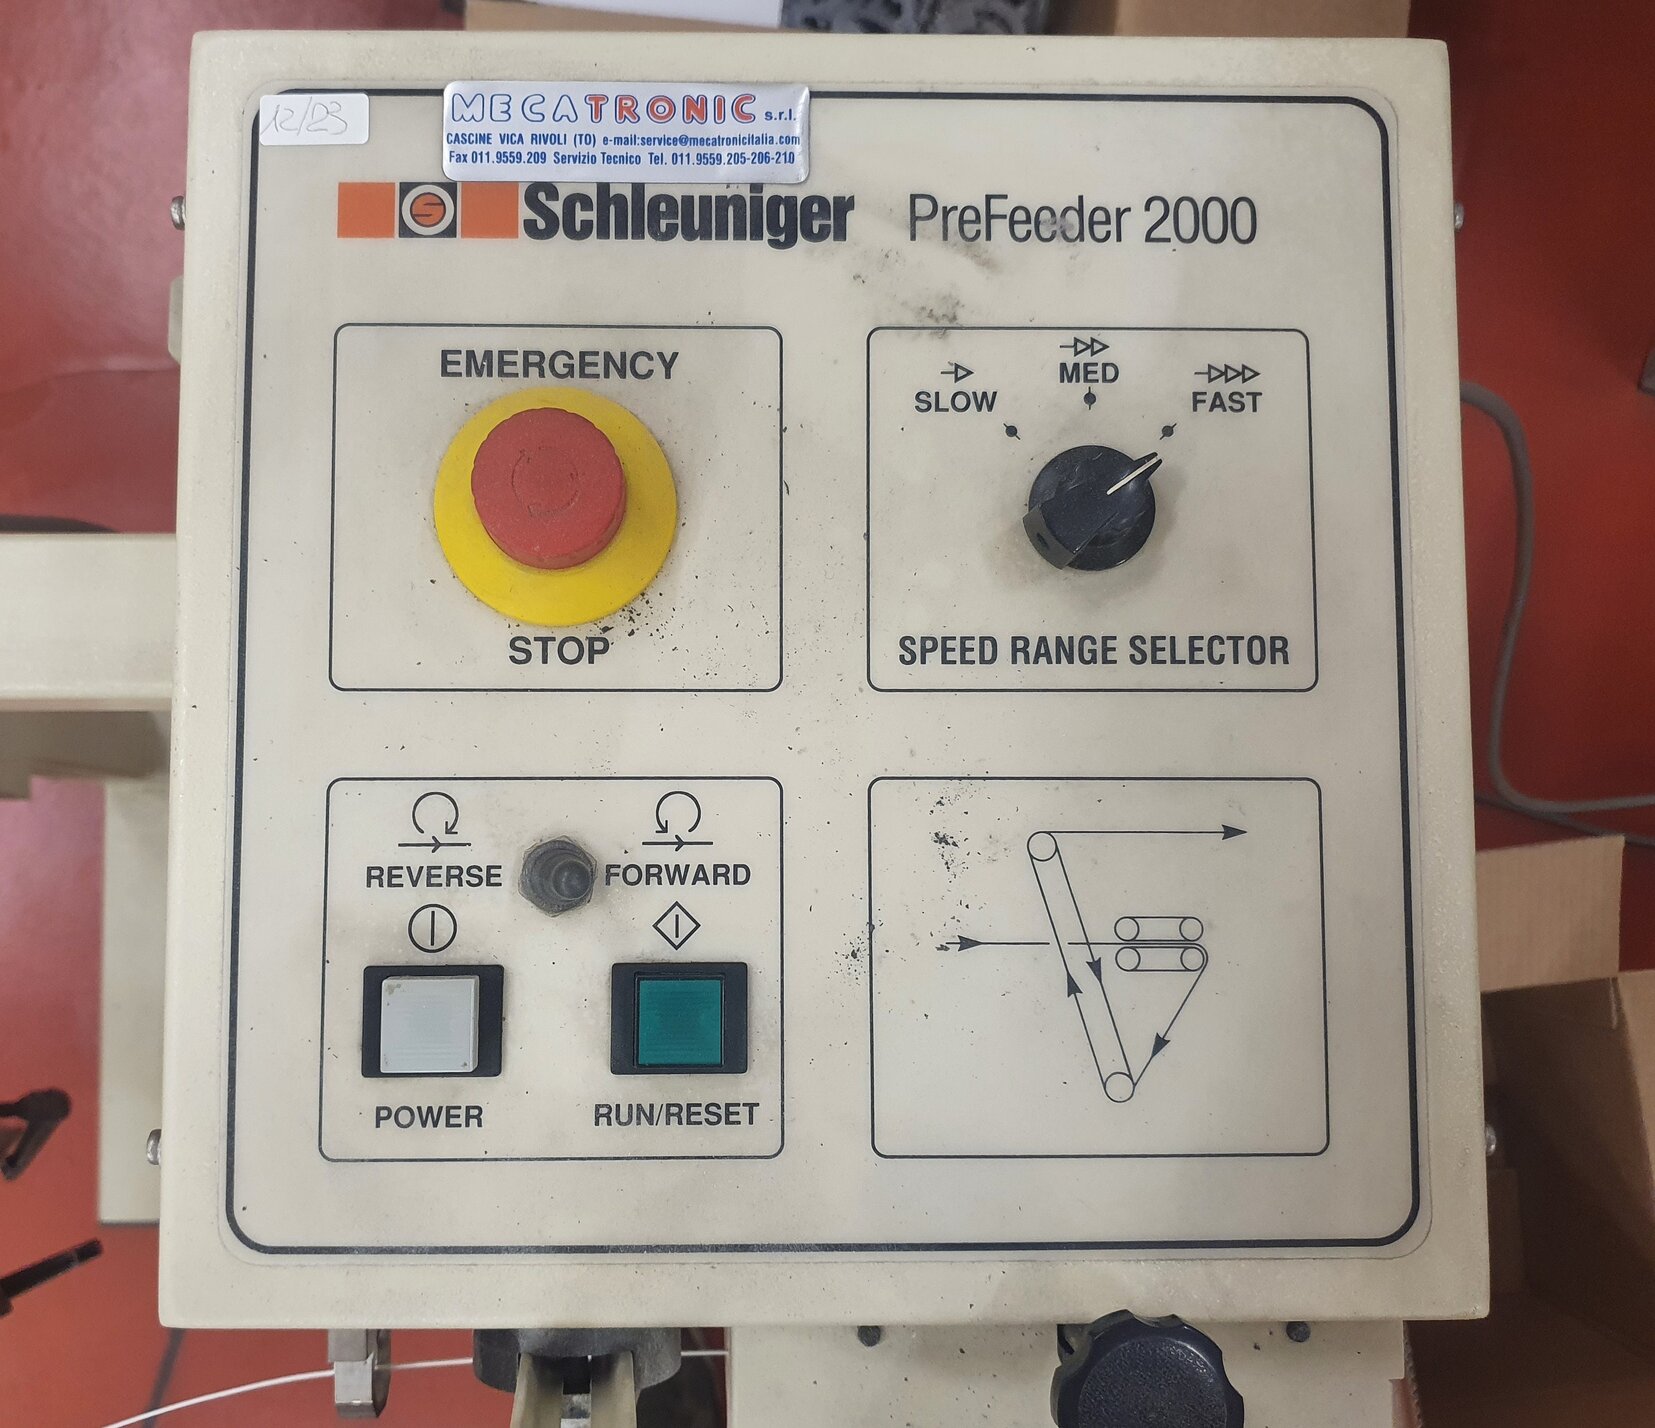 12/23
MECATRONIC s.r.l.
CASCINE VICA RIVOLI (TO) e-mail:service@mecatronicitalia.com
Fax 011.9559.209 Servizio Tecnico Tel. 011.9559.205-206-210
S Schleuniger PreFeeder 2000
EMERGENCY
STOP
SLOW
MED
FAST
SPEED RANGE SELECTOR
REVERSE
FORWARD
POWER
RUN/RESET